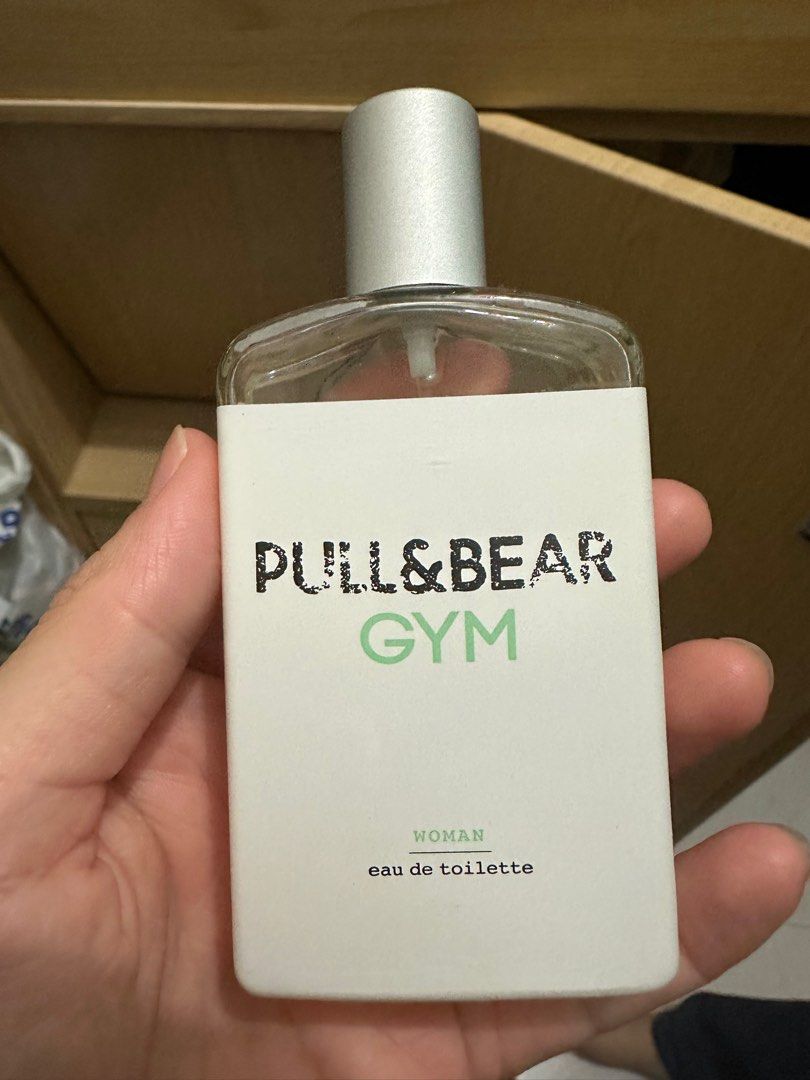 PULL&BEAR
GYM
WOMAN
eau de toilette